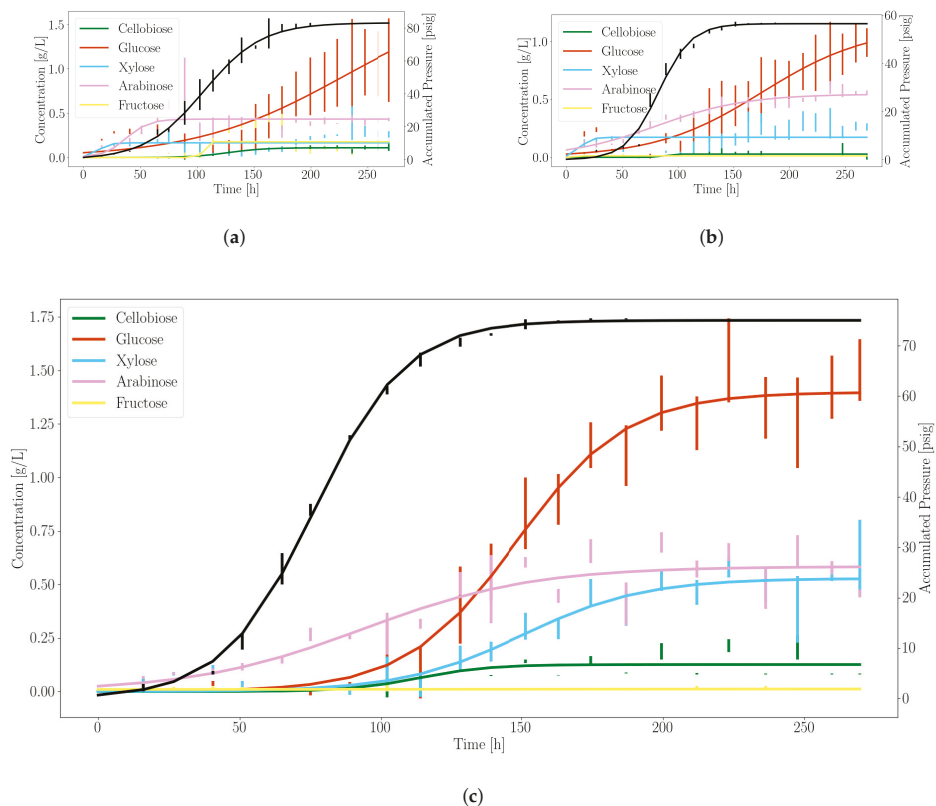 Cellobiose
Glucose
Xylose
Arabinose
Fructose
Concentration [g/L]
1.5
1.0
0.5
0.0
Accumulated Pressure [psig]
80
60
40
20
0
0 50 100 150 200 250
Time [h]
(a)
Cellobiose
Glucose
Xylose
Arabinose
Fructose
Concentration [g/L]
1.0
0.5
0.0
Accumulated Pressure [psig]
60
40
20
0
0 50 100 150 200 250
Time [h]
(b)
Cellobiose
Glucose
Xylose
Arabinose
Fructose
Concentration [g/L]
1.75
1.50
1.25
1.00
0.75
0.50
0.25
0.00
Accumulated Pressure [psig]
70
60
50
40
30
20
10
0
0 50 100 150 200 250
Time [h]
(c)